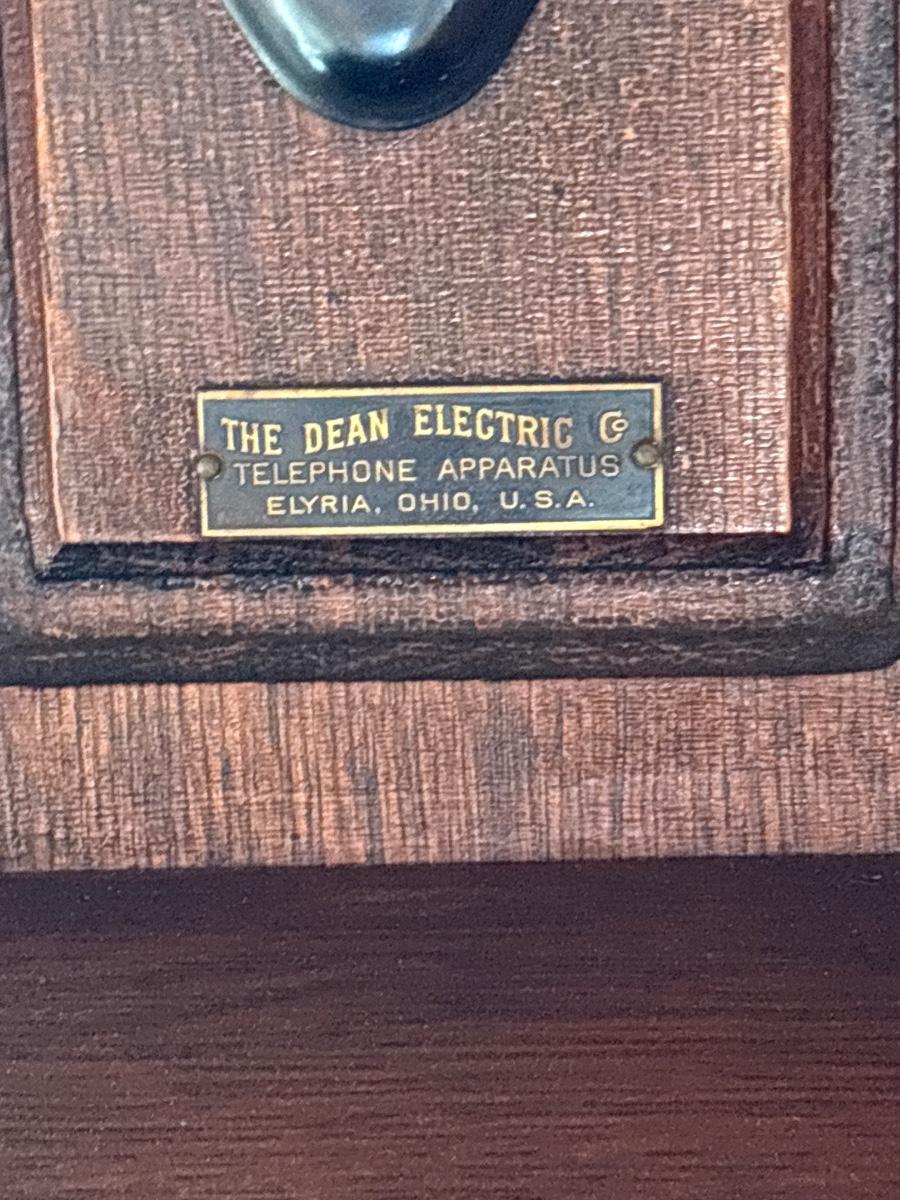 THE DEAN ELECTRIC Co
TELEPHONE APPARATUS
ELYRIA, OHIO, U.S.A.